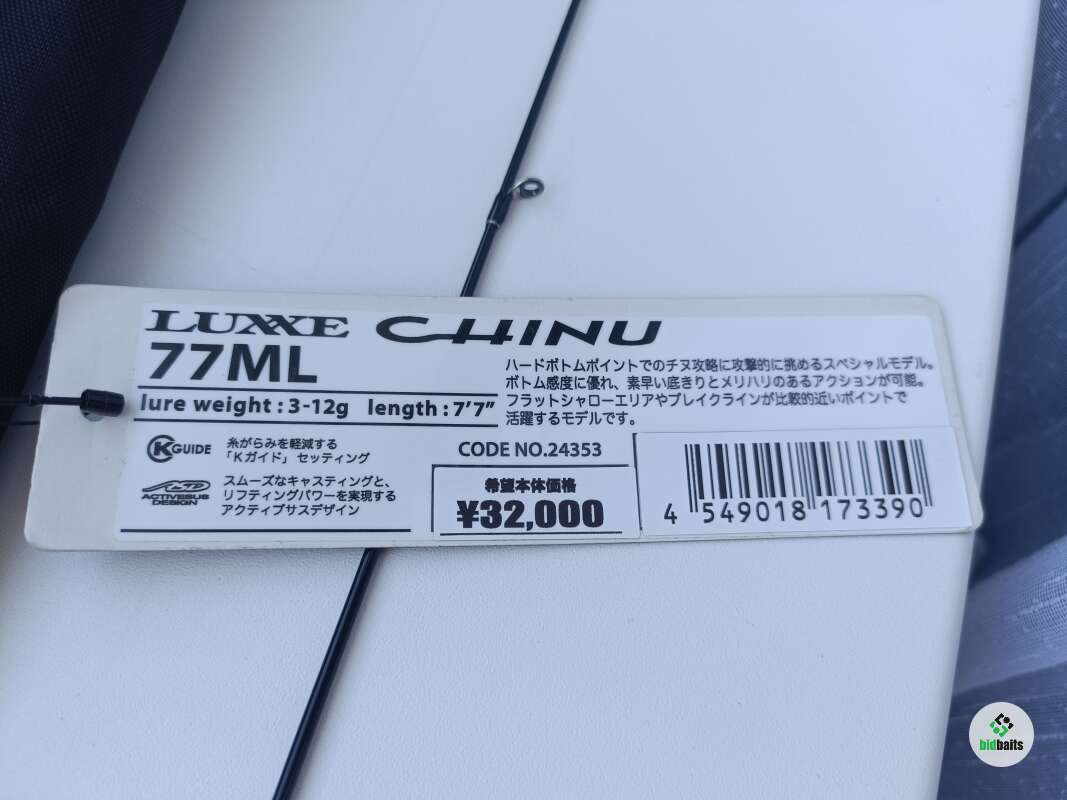 LUXXE CHINU
77ML
lure weight : 3-12g length : 7'7"
ハードボトムポイントでのチヌ攻略に攻撃的に挑めるスペシャルモデル。
ボトム感度に優れ、素早い底きりとメリハリのあるアクションが可能。
フラットシャローエリアやブレイクラインが比較的近いポイントで
活躍するモデルです。
K GUIDE
糸がらみを軽減する
「Kガイド」セッティング
ACTIVESUS
DESIGN
スムーズなキャスティングと、
リフティングパワーを実現する
アクティブサスデザイン
CODE NO.24353
希望本体価格
¥32,000
4 549018 173390
bidbaits